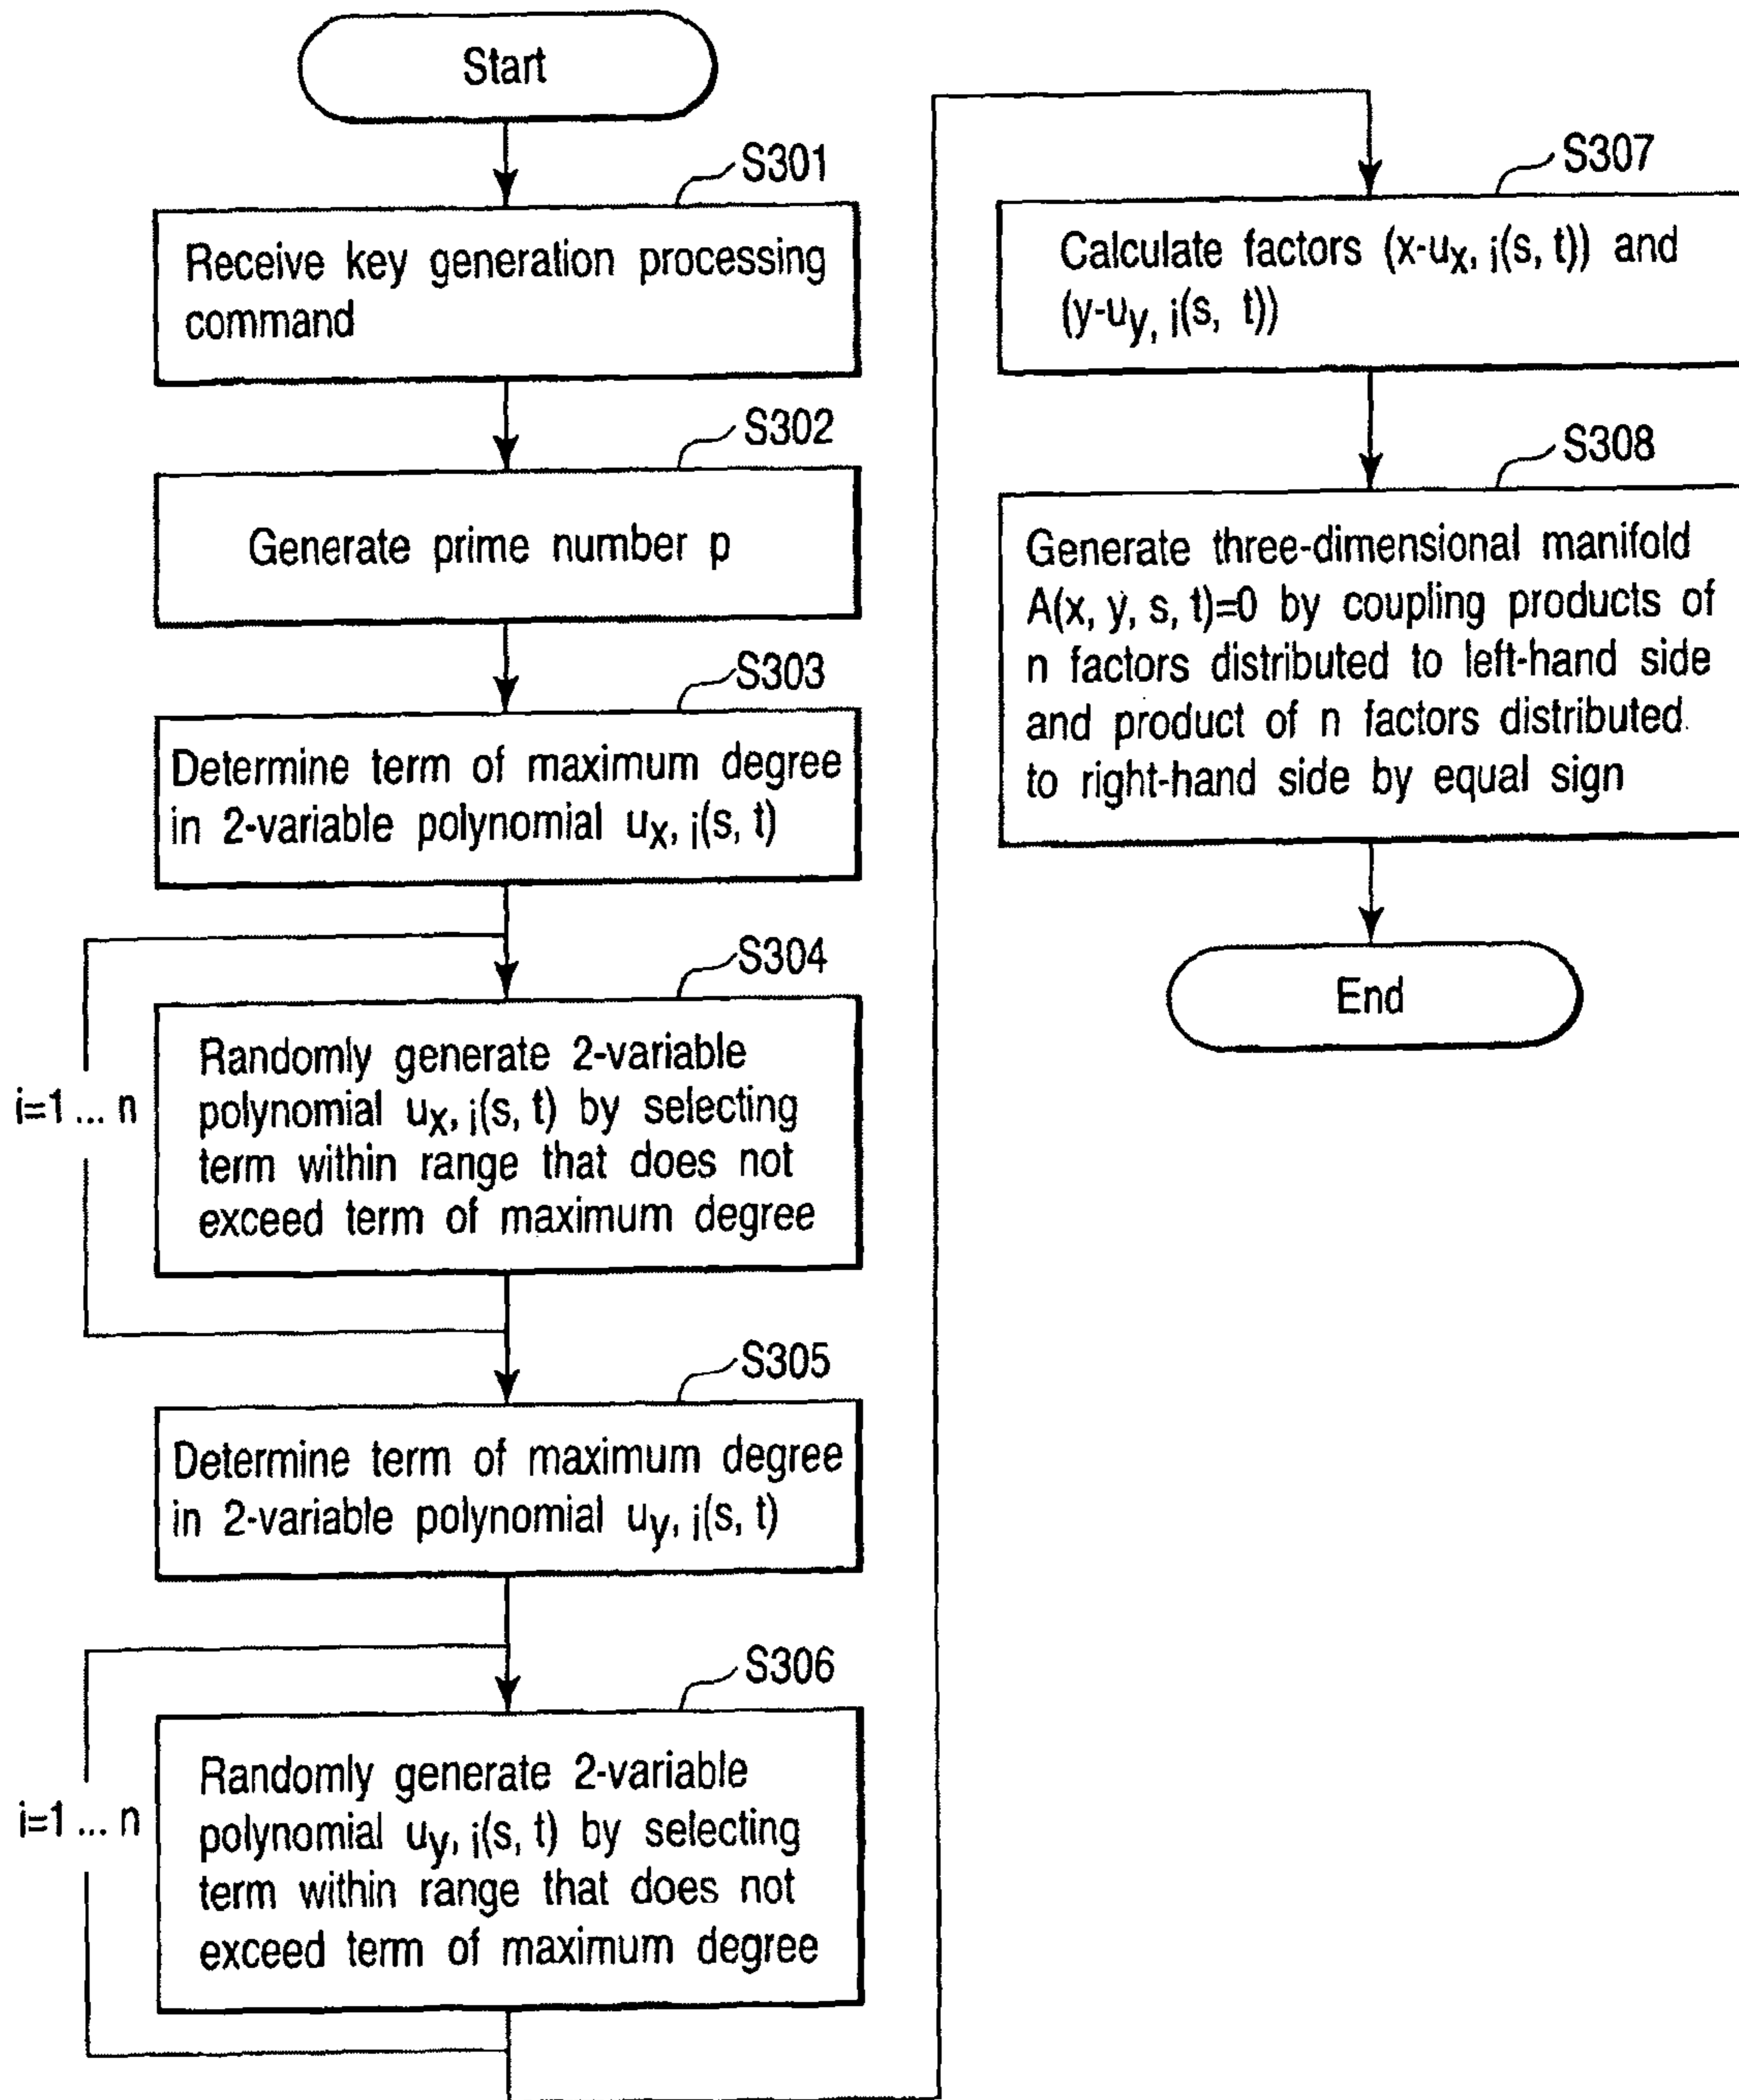 Start
S301
Receive key generation processing
command
S302
Generate prime number p
S303
Determine term of maximum degree
in 2-variable polynomial ux, i(s, t)
S304
i=1 ... n
Randomly generate 2-variable
polynomial ux, i(s, t) by selecting
term within range that does not
exceed term of maximum degree
S305
Determine term of maximum degree
in 2-variable polynomial uy, i(s, t)
S306
i=1 ... n
Randomly generate 2-variable
polynomial uy, i(s, t) by selecting
term within range that does not
exceed term of maximum degree
S307
Calculate factors (x-ux, i(s, t)) and
(y-uy, i(s, t))
S308
Generate three-dimensional manifold
A(x, y, s, t)=0 by coupling products of
n factors distributed to left-hand side
and product of n factors distributed
to right-hand side by equal sign
End